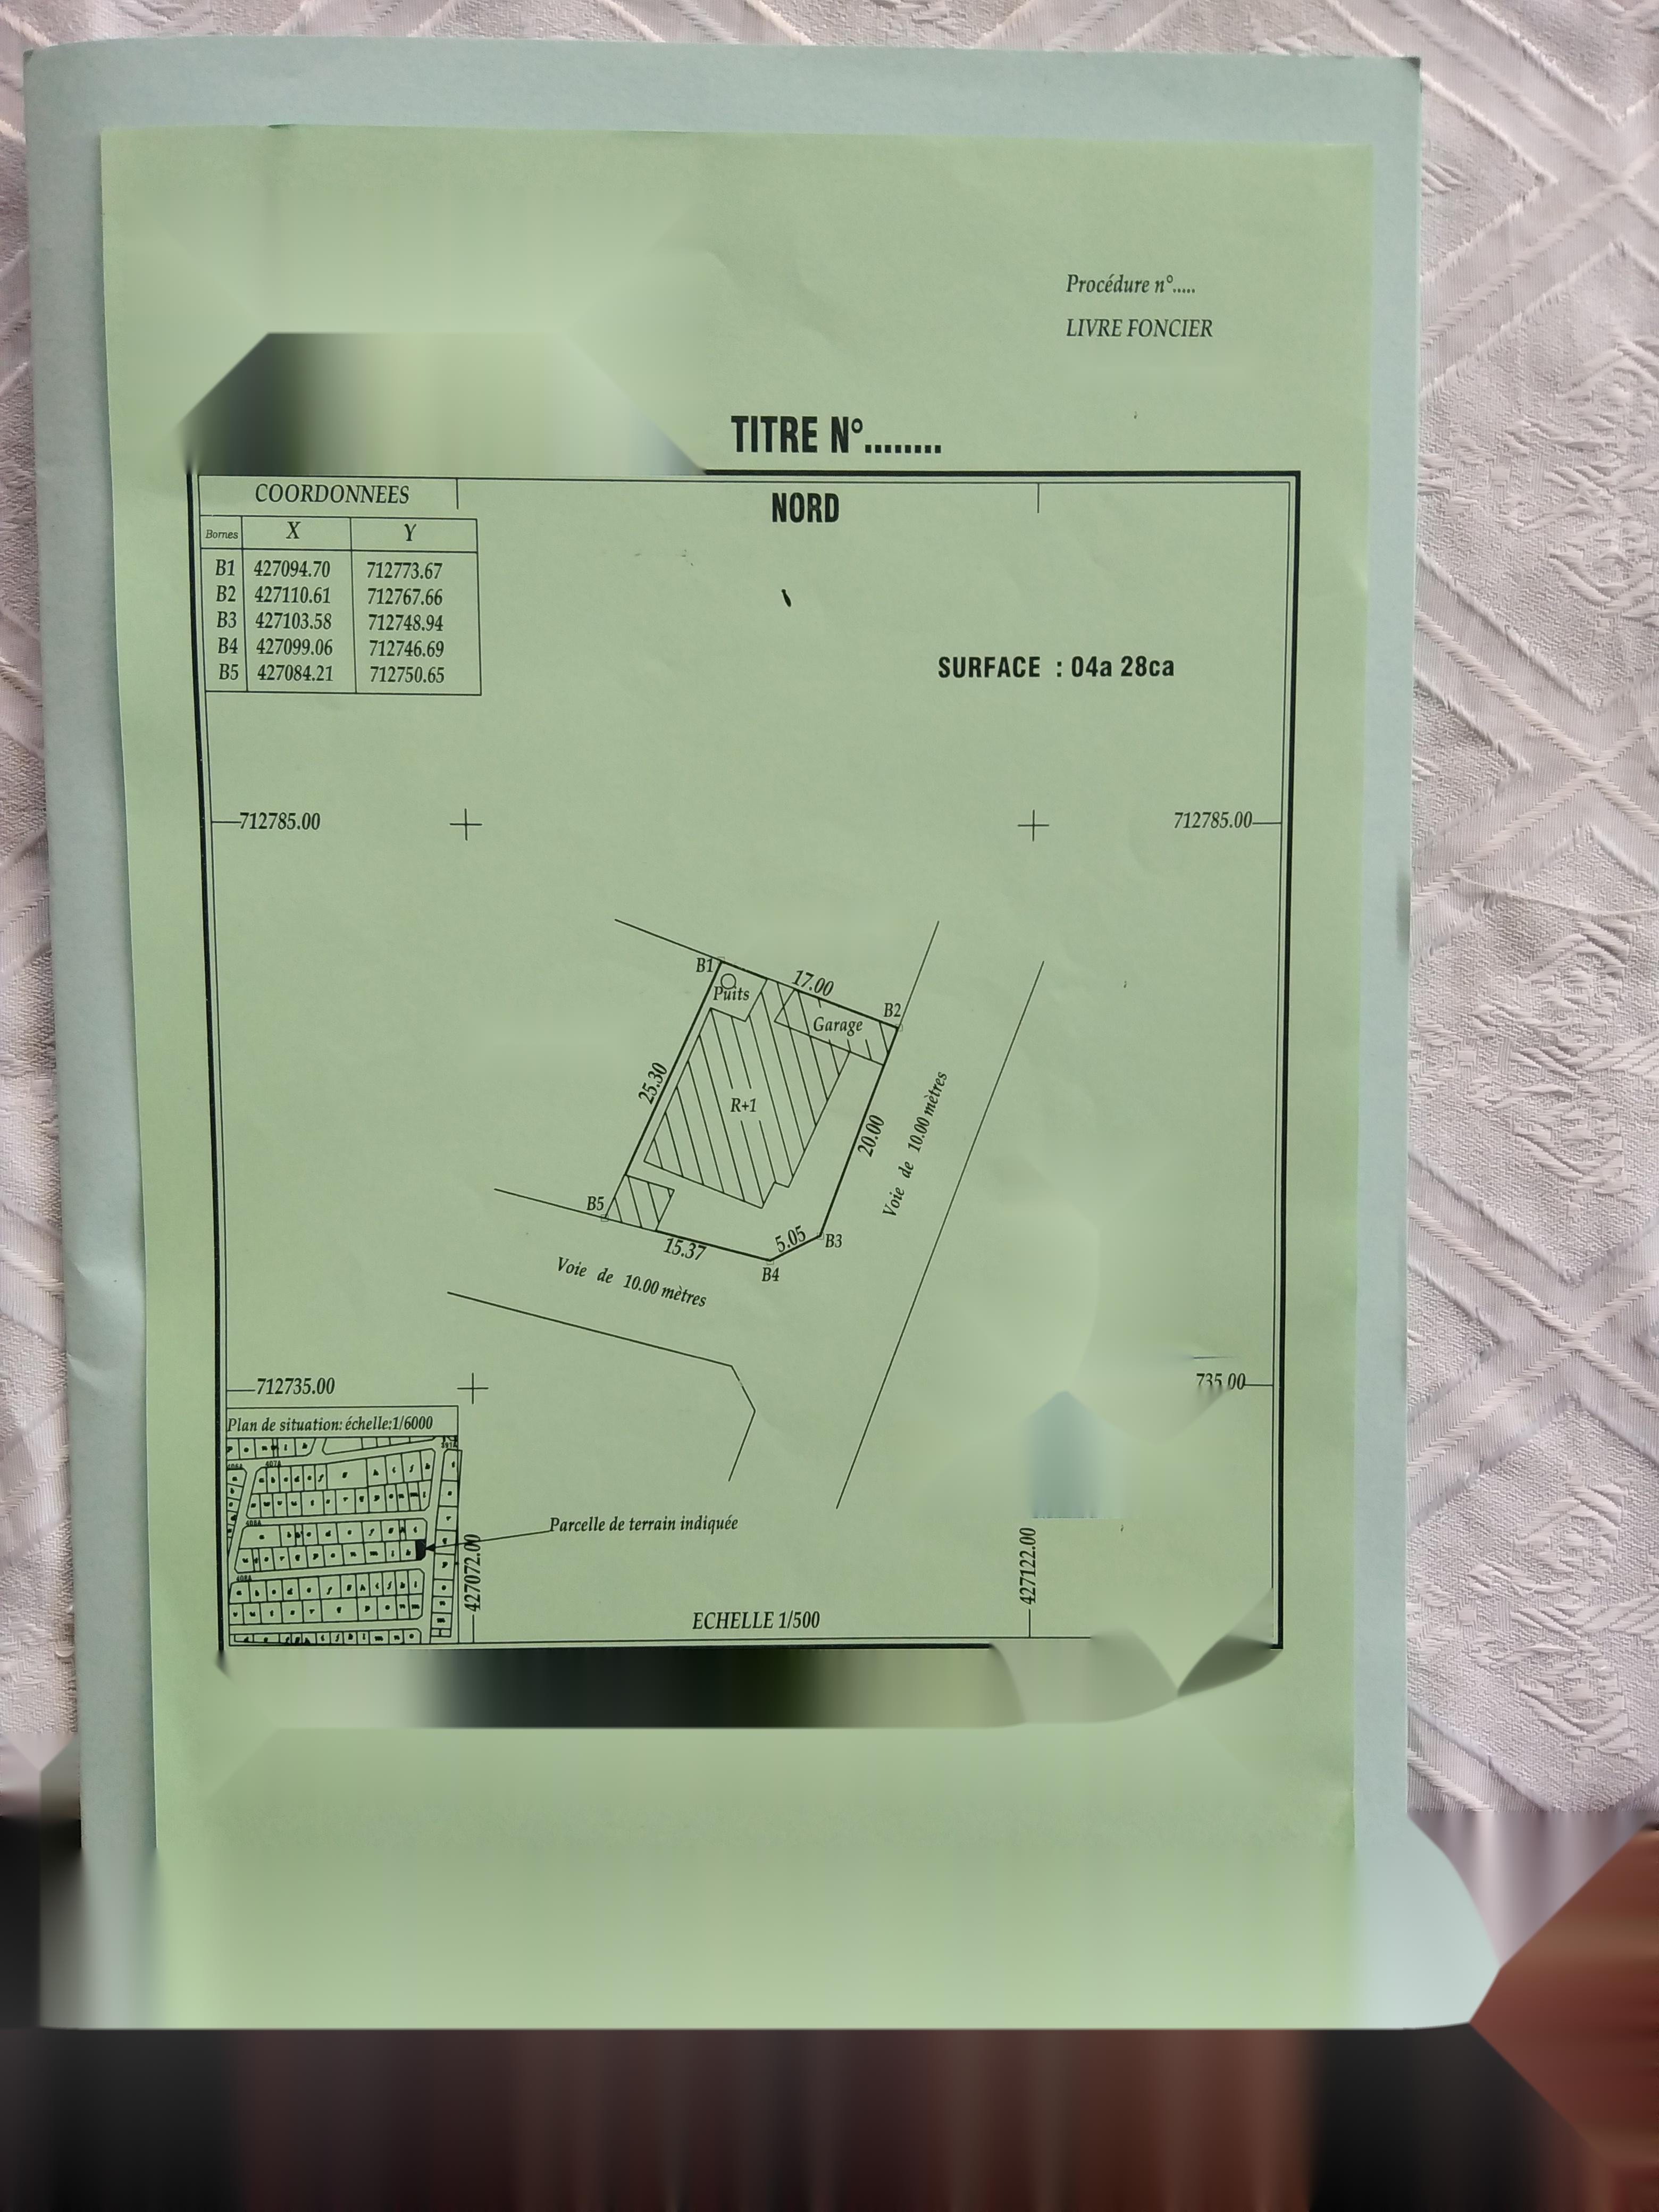 Procédure n°.....
LIVRE FONCIER
TITRE N°........
COORDONNEES
NORD
Bornes X Y
B1 427094.70 712773.67
B2 427110.61 712767.66
B3 427103.58 712748.94
B4 427099.06 712746.69
B5 427084.21 712750.65
SURFACE : 04a 28ca
712785.00
712785.00
B1
17.00
Puits
B2
Garage
25.30
R+1
20.00
Voie de 10.00 mètres
B5
5.05
B3
15.37
B4
Voie de 10.00 mètres
712735.00
735.00
Plan de situation: échelle:1/6000
Parcelle de terrain indiquée
427072.00
427122.00
ECHELLE 1/500